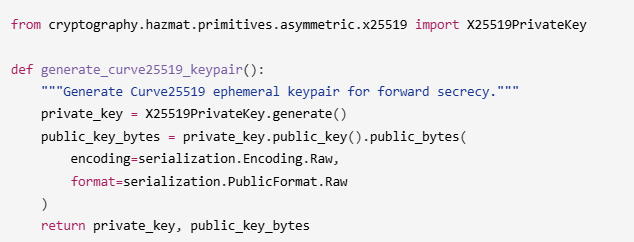 from cryptography.hazmat.primitives.asymmetric.x25519 import X25519PrivateKey

def generate_curve25519_keypair():
    """Generate Curve25519 ephemeral keypair for forward secrecy."""
    private_key = X25519PrivateKey.generate()
    public_key_bytes = private_key.public_key().public_bytes(
        encoding=serialization.Encoding.Raw,
        format=serialization.PublicFormat.Raw
    )
    return private_key, public_key_bytes